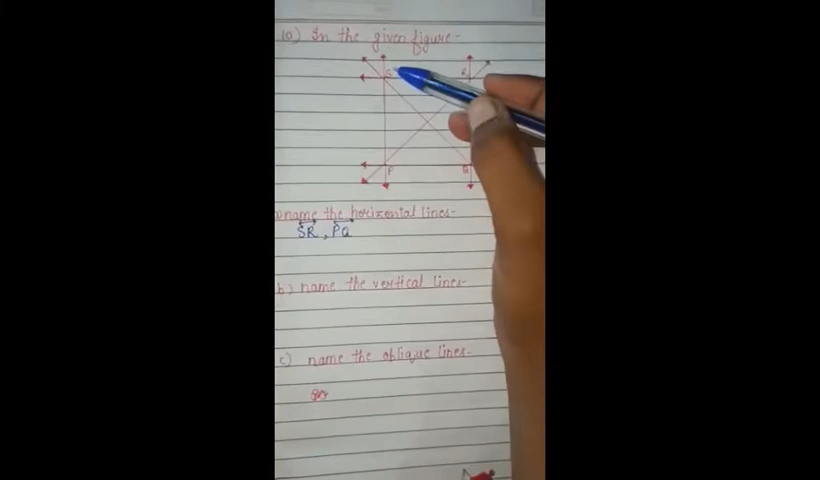 10) In the given figure-
S R
P Q
a) name the horizontal lines-
SR, PQ
b) name the vertical lines-
c) name the oblique lines-